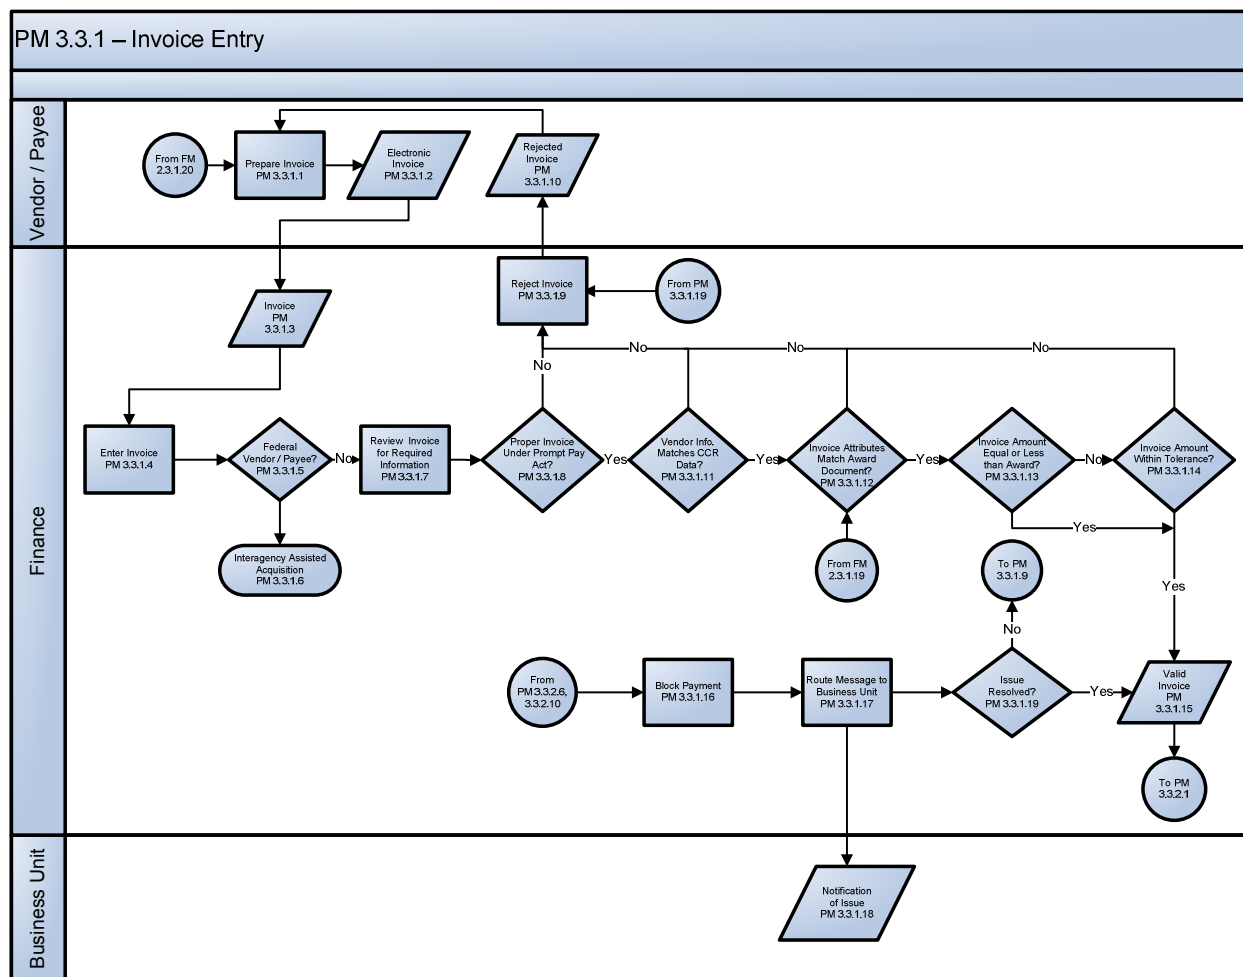 PM 3.3.1 – Invoice Entry
Vendor / Payee
From FM
2.3.1.20
Prepare Invoice
PM 3.3.1.1
Electronic
Invoice
PM 3.3.1.2
Rejected
Invoice
PM
3.3.1.10
Finance
Invoice
PM
3.3.1.3
Reject Invoice
PM 3.3.1.9
From PM
3.3.1.19
No
No
No
No
Enter Invoice
PM 3.3.1.4
Federal
Vendor / Payee?
PM 3.3.1.5
No
Review Invoice
for Required
Information
PM 3.3.1.7
Proper Invoice
Under Prompt Pay
Act?
PM 3.3.1.8
Yes
Vendor Info.
Matches CCR
Data?
PM 3.3.1.11
Yes
Invoice Attributes
Match Award
Document?
PM 3.3.1.12
Yes
Invoice Amount
Equal or Less
than Award?
PM 3.3.1.13
No
Invoice Amount
Within Tolerance?
PM 3.3.1.14
Yes
Interagency Assisted
Acquisition
PM 3.3.1.6
From FM
2.3.1.19
To PM
3.3.1.9
Yes
No
From
PM 3.3.2.6,
3.3.2.10
Block Payment
PM 3.3.1.16
Route Message to
Business Unit
PM 3.3.1.17
Issue
Resolved?
PM 3.3.1.19
Yes
Valid
Invoice
PM
3.3.1.15
To PM
3.3.2.1
Business Unit
Notification
of Issue
PM 3.3.1.18